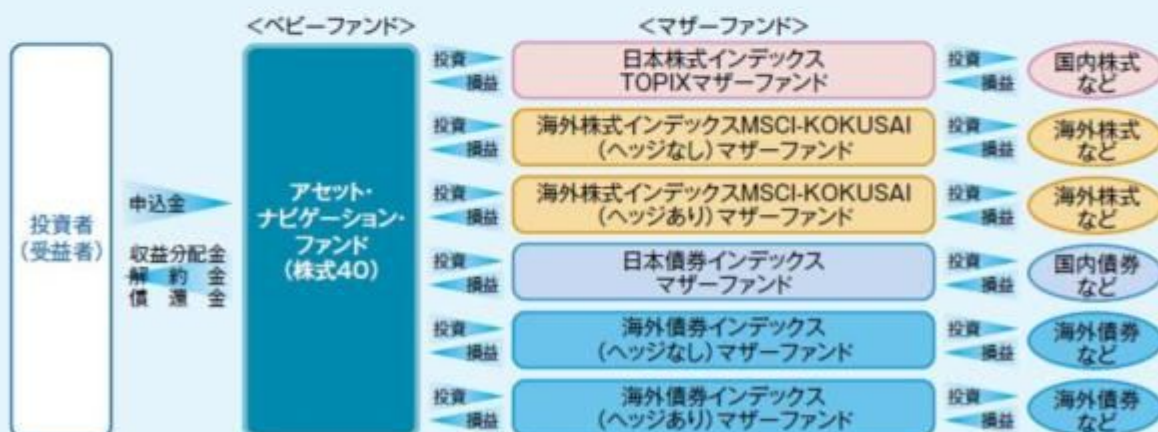 <ベビーファンド>
<マザーファンド>
投資者
(受益者)
申込金
収益分配金
解約金
償還金
アセット・
ナビゲーション・
ファンド
(株式40)
投資
損益
日本株式インデックス
TOPIXマザーファンド
投資
損益
国内株式
など
投資
損益
海外株式インデックスMSCI-KOKUSAI
(ヘッジなし)マザーファンド
投資
損益
海外株式
など
投資
損益
海外株式インデックスMSCI-KOKUSAI
(ヘッジあり)マザーファンド
投資
損益
海外株式
など
投資
損益
日本債券インデックス
マザーファンド
投資
損益
国内債券
など
投資
損益
海外債券インデックス
(ヘッジなし)マザーファンド
投資
損益
海外債券
など
投資
損益
海外債券インデックス
(ヘッジあり)マザーファンド
投資
損益
海外債券
など